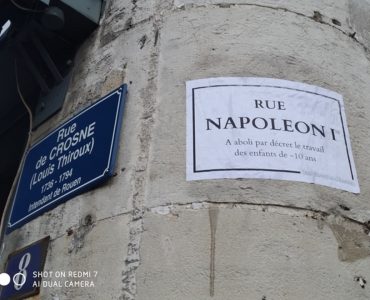 Rue
de CROSNE
(Louis Thiroux)
1736 - 1794
Intendant de Rouen
8
RUE
NAPOLEON Iᵉʳ
A aboli par décret le travail
des enfants de -10 ans
SHOT ON REDMI 7
AI DUAL CAMERA